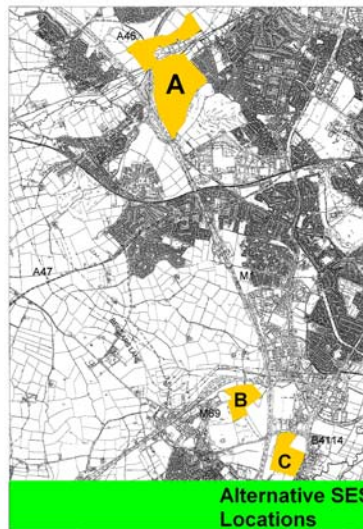 A46
A
A47
M1
B
M69
B4114
C
Alternative SES
Locations